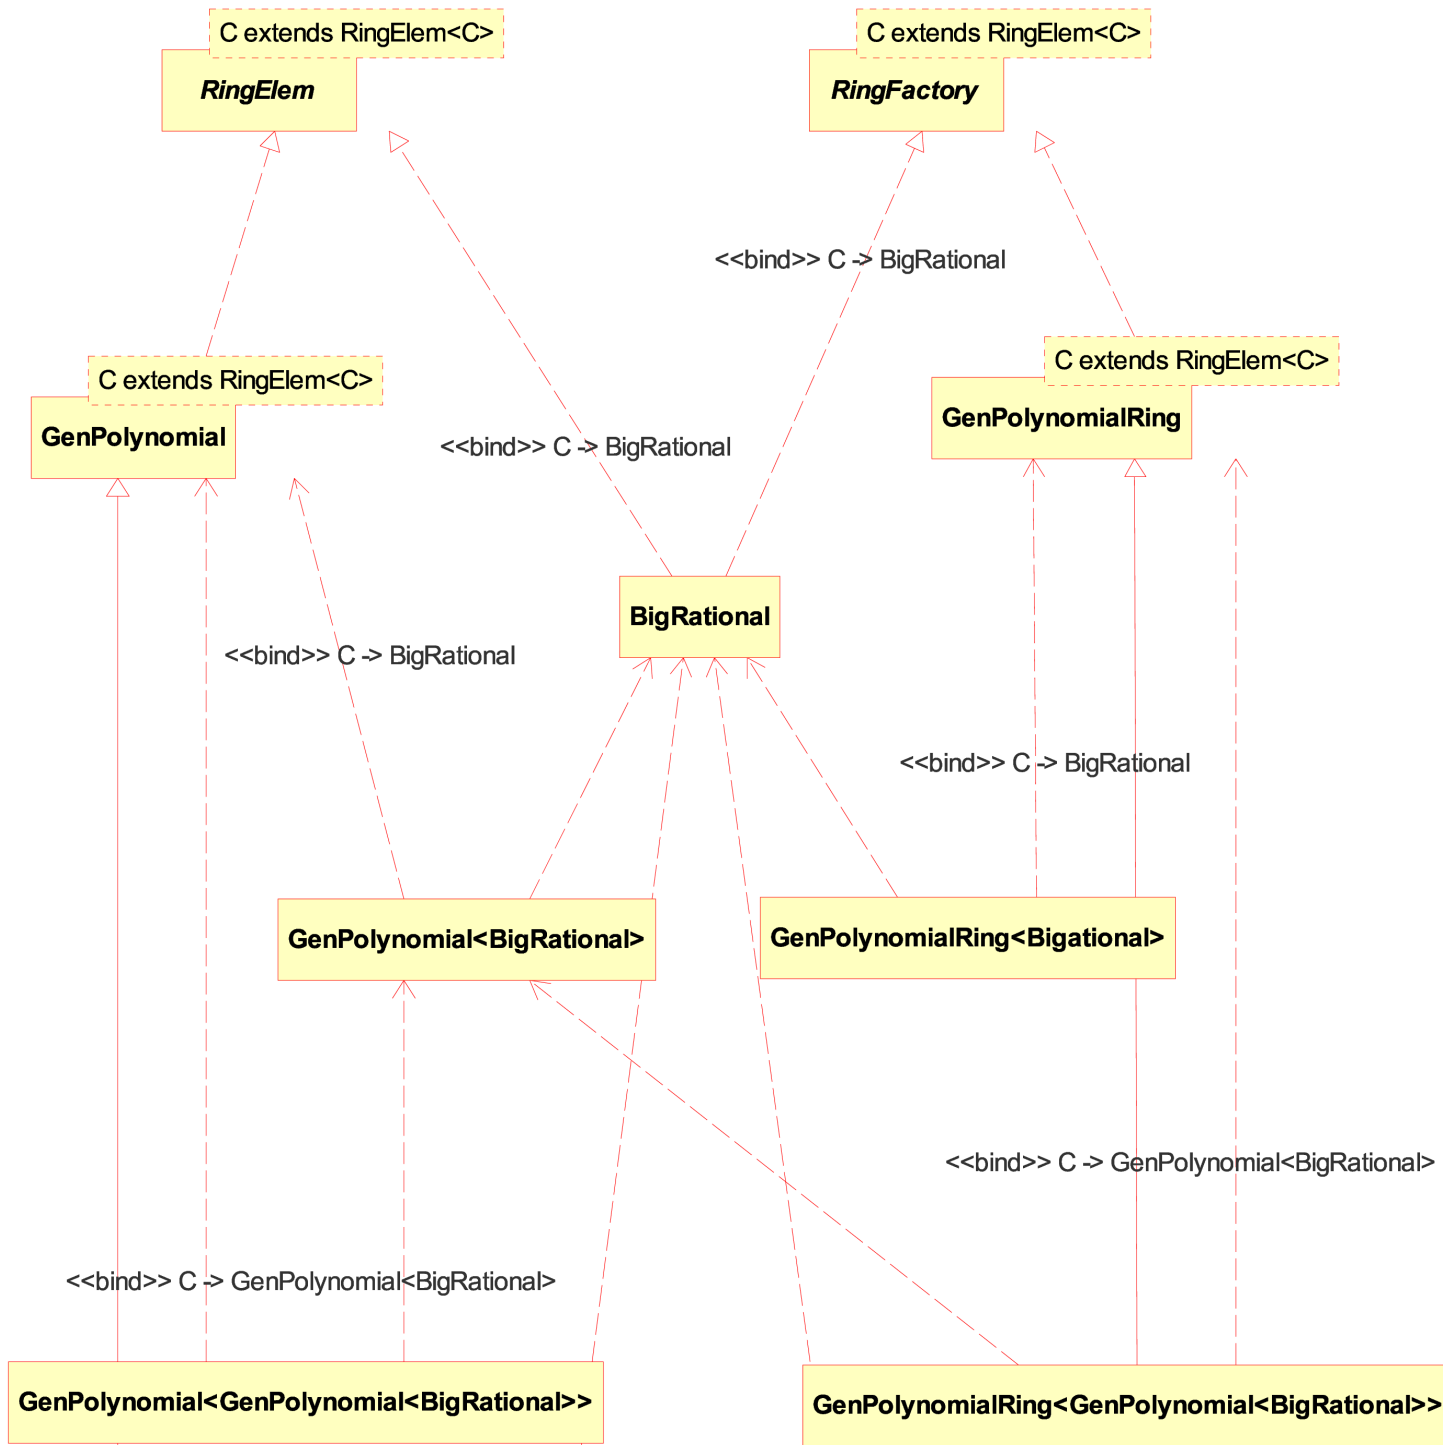 C extends RingElem<C>
C extends RingElem<C>
RingElem
RingFactory
<<bind>> C -> BigRational
C extends RingElem<C>
C extends RingElem<C>
GenPolynomial
GenPolynomialRing
<<bind>> C -> BigRational
BigRational
<<bind>> C -> BigRational
<<bind>> C -> BigRational
GenPolynomial<BigRational>
GenPolynomialRing<Bigational>
<<bind>> C -> GenPolynomial<BigRational>
<<bind>> C -> GenPolynomial<BigRational>
GenPolynomial<GenPolynomial<BigRational>>
GenPolynomialRing<GenPolynomial<BigRational>>